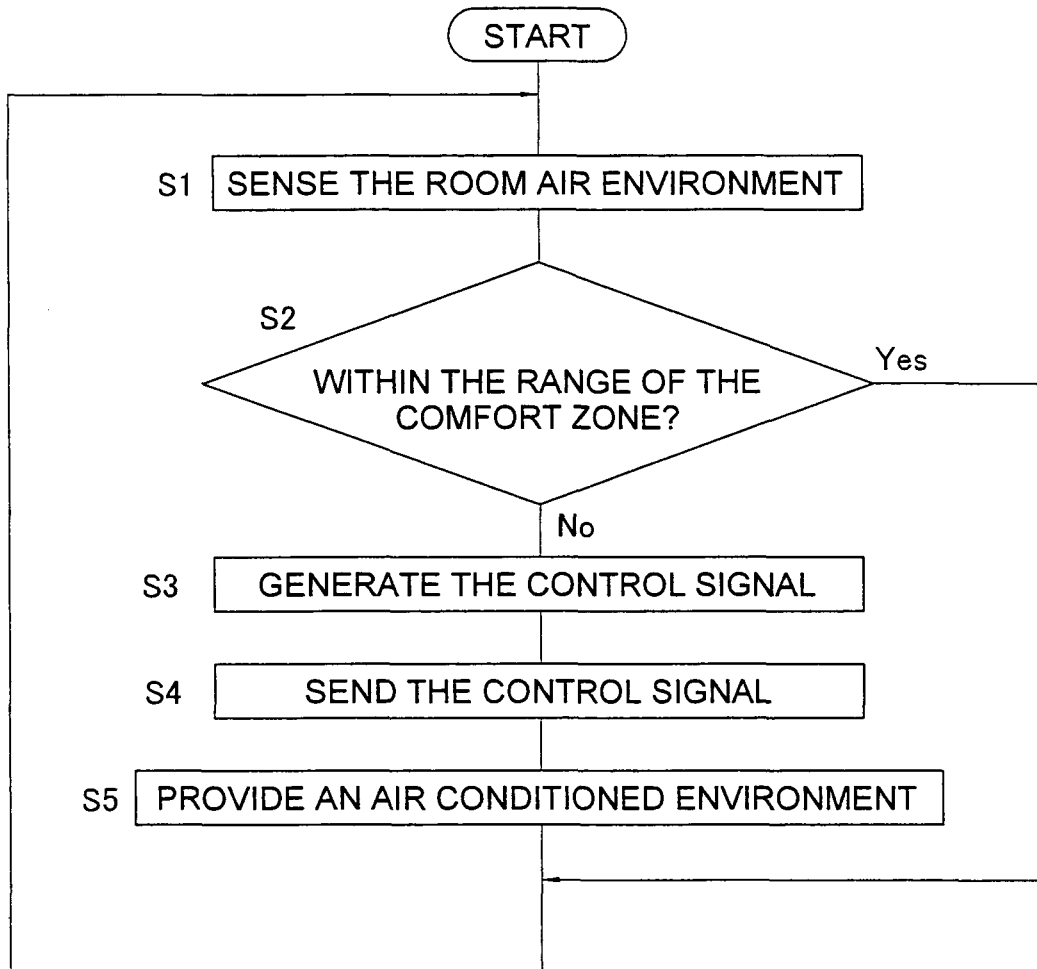 START
S1 SENSE THE ROOM AIR ENVIRONMENT
S2
Yes
WITHIN THE RANGE OF THE
COMFORT ZONE?
No
S3 GENERATE THE CONTROL SIGNAL
S4 SEND THE CONTROL SIGNAL
S5 PROVIDE AN AIR CONDITIONED ENVIRONMENT